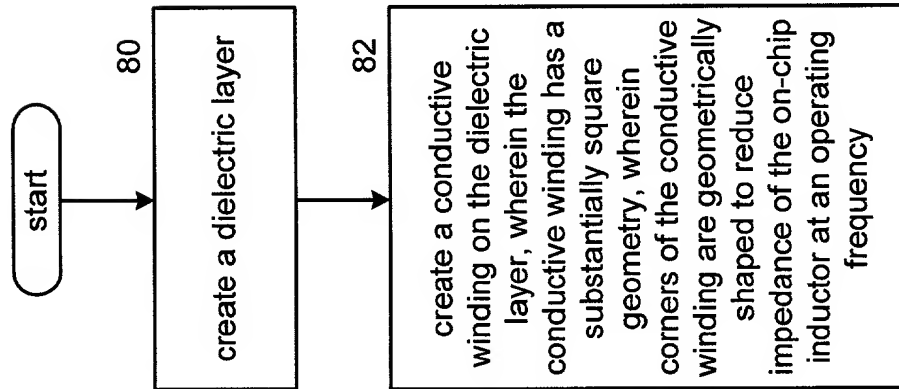 start
80
create a dielectric layer
82
create a conductive
winding on the dielectric
layer, wherein the
conductive winding has a
substantially square
geometry, wherein
corners of the conductive
winding are geometrically
shaped to reduce
impedance of the on-chip
inductor at an operating
frequency